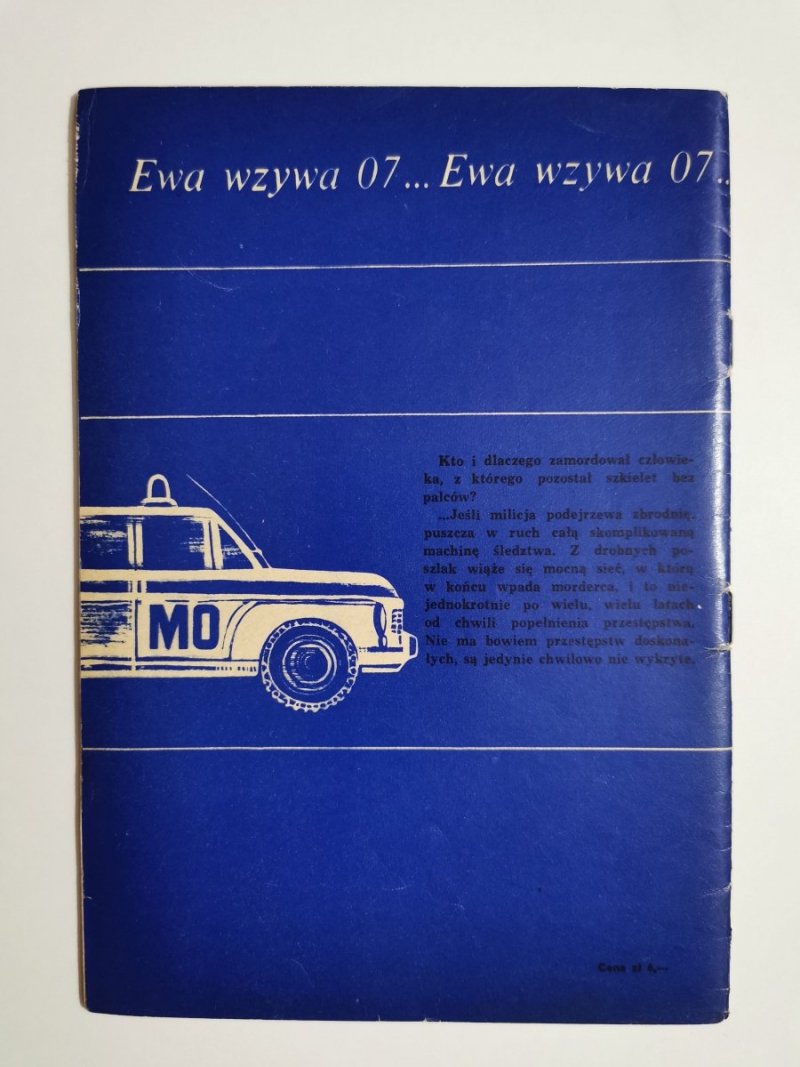 Ewa wzywa 07... Ewa wzywa 07..
Kto i dlaczego zamordował człowie-
ka, z którego pozostał szkielet bez
palców?
...Jeśli milicja podejrzewa zbrodnię,
puszcza w ruch całą skomplikowaną
machinę śledztwa. Z drobnych po-
szlak wiąże się mocną sieć, w którą
w końcu wpada morderca, i to nie-
jednokrotnie po wielu, wielu latach
od chwili popełnienia przestępstwa.
Nie ma bowiem przestępstw doskona-
łych, są jedynie chwilowo nie wykryte.
MO
Cena zł 6,—